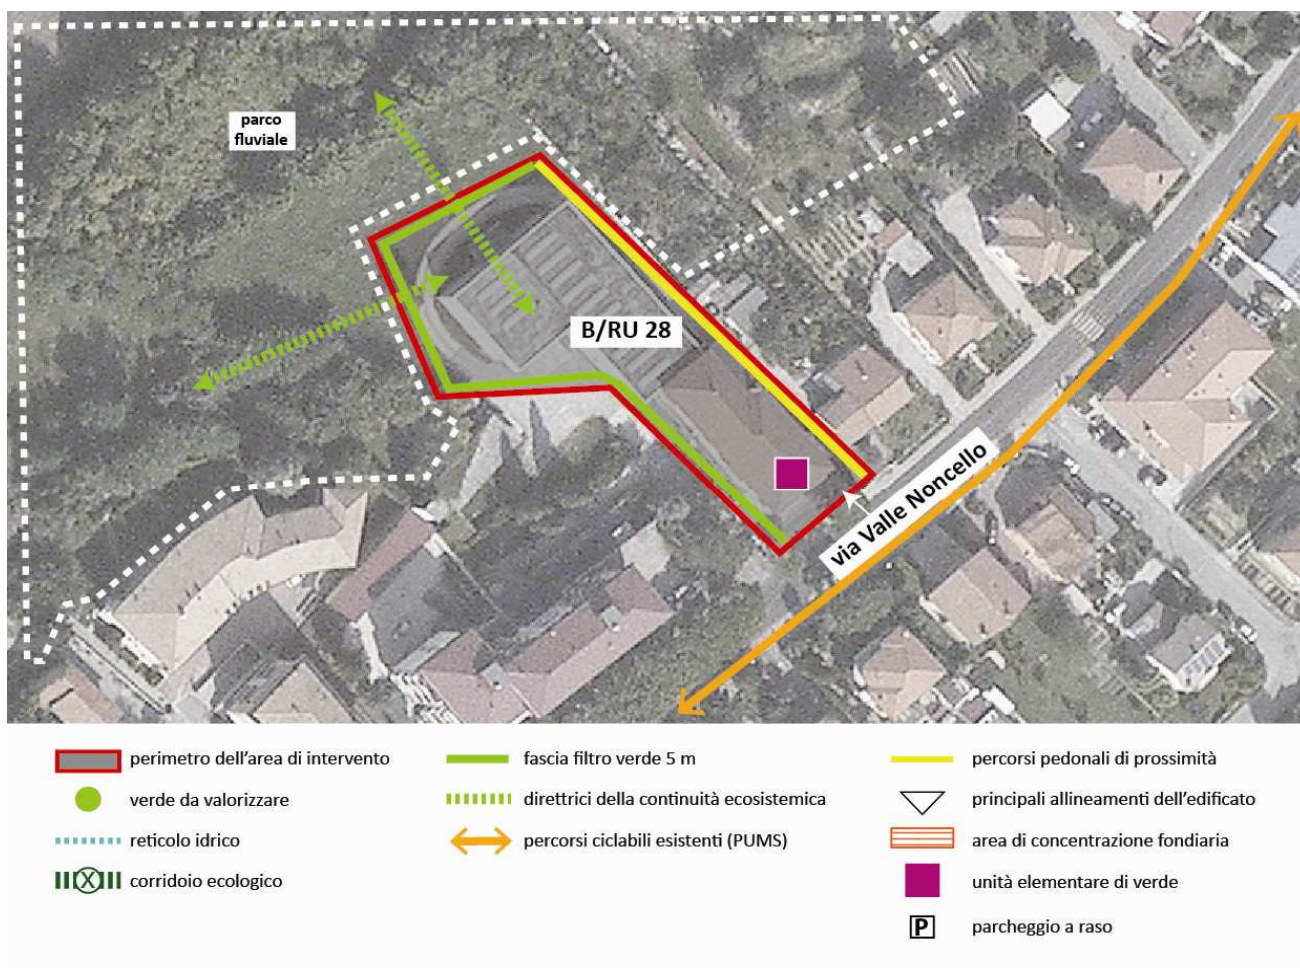 parco
fluviale
B/RU 28
via Valle Noncello
perimetro dell'area di intervento
verde da valorizzare
reticolo idrico
X
corridoio ecologico
fascia filtro verde 5 m
direttrici della continuità ecosistemica
percorsi ciclabili esistenti (PUMS)
percorsi pedonali di prossimità
principali allineamenti dell'edificato
area di concentrazione fondiaria
unità elementare di verde
P
parcheggio a raso